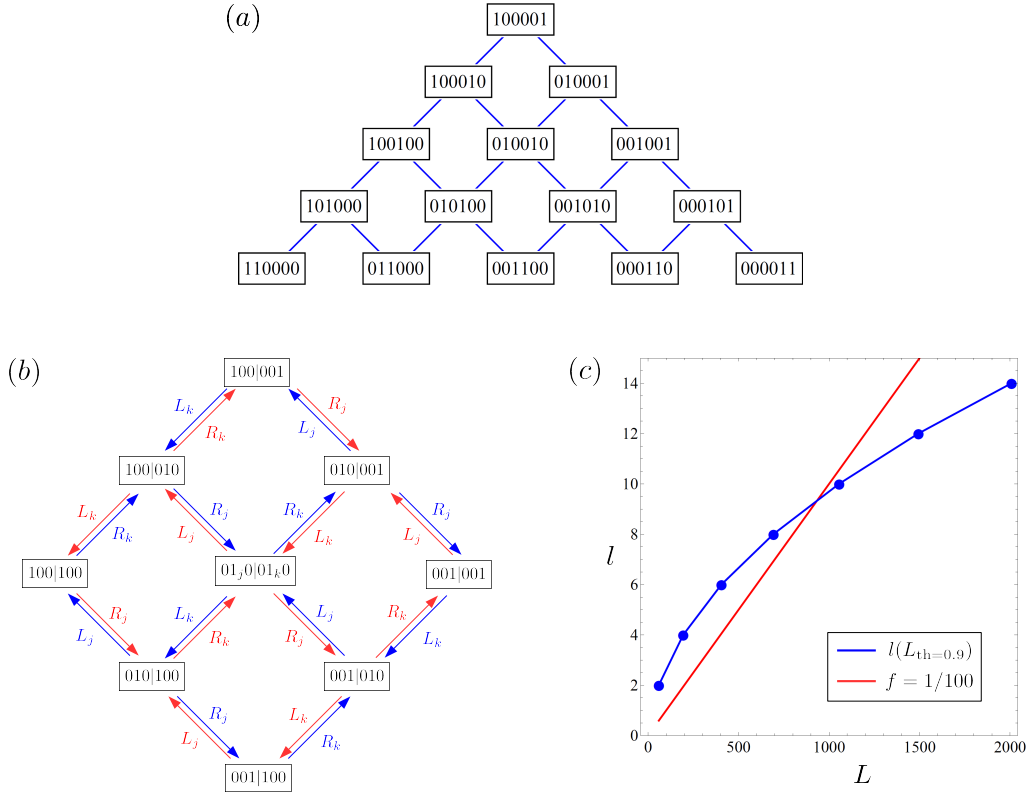 (a)
100001
100010 010001
100100 010010 001001
101000 010100 001010 000101
110000 011000 001100 000110 000011
(b)
100|001
L_k R_k R_j L_j
100|010 010|001
L_k R_k R_j L_j R_k L_k R_j L_j
100|100 01_j0|01_k0 001|001
R_j L_j L_k R_k L_j R_j R_k L_k
010|100 001|010
R_j L_j L_k R_k
001|100
(c)
14
12
10
8
6
4
2
0
l
0 500 1000 1500 2000
L
l(L_{th=0.9})
f = 1/100